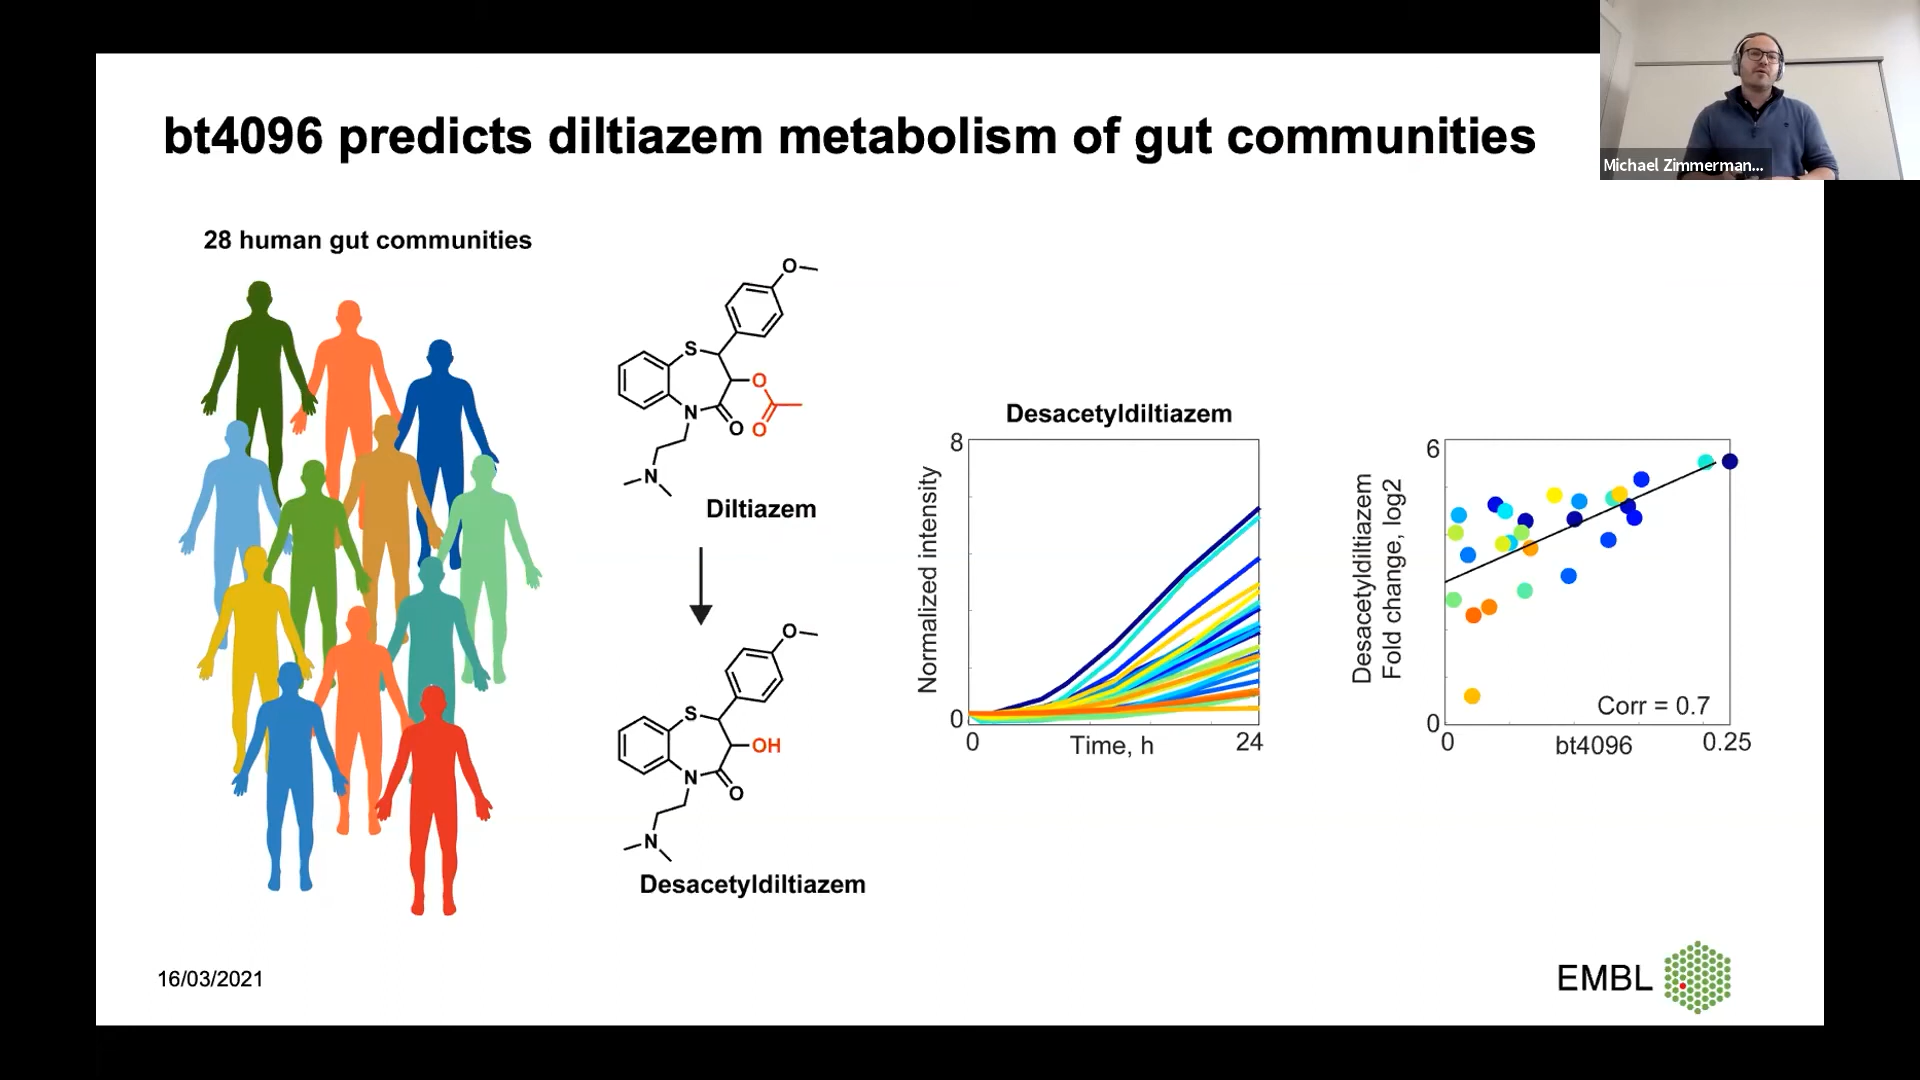 bt4096 predicts diltiazem metabolism of gut communities
Michael Zimmerman...
28 human gut communities
O
S
O
N
O
O
N
Diltiazem
O
S
OH
N
O
N
Desacetyldiltiazem
Desacetyldiltiazem
8
Normalized intensity
0
0
Time, h
24
6
Desacetyldiltiazem
Fold change, log2
Corr = 0.7
0
0
bt4096
0.25
16/03/2021
EMBL